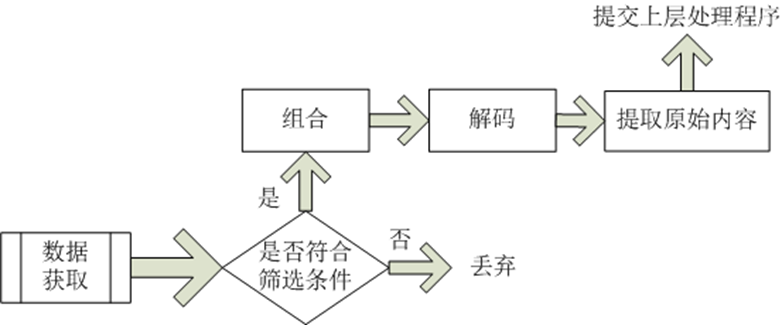 提交上层处理程序
组合
解码
提取原始内容
是
数据
获取
是否符合
筛选条件
否
丢弃